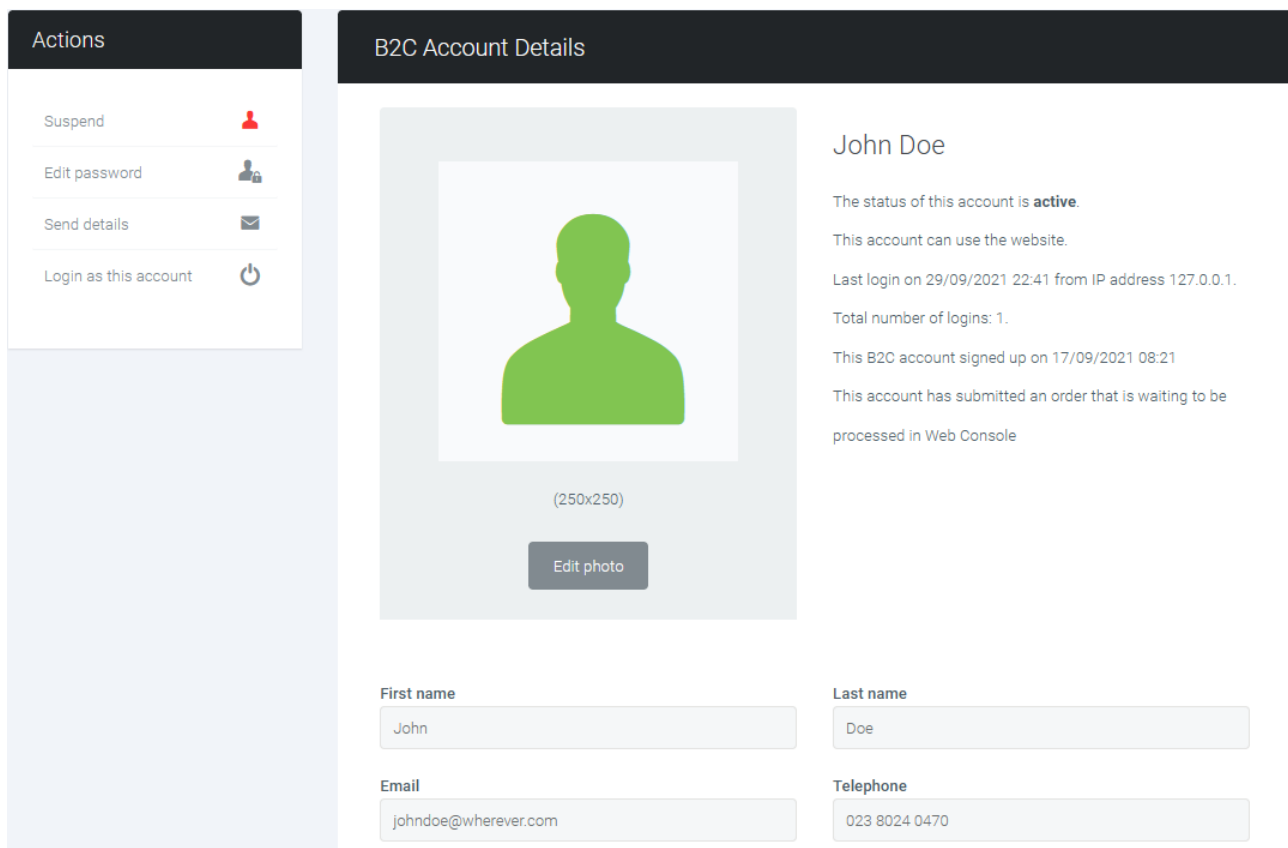 Actions
Suspend
Edit password
Send details
Login as this account
B2C Account Details
John Doe
The status of this account is active.
This account can use the website.
Last login on 29/09/2021 22:41 from IP address 127.0.0.1.
Total number of logins: 1.
This B2C account signed up on 17/09/2021 08:21
This account has submitted an order that is waiting to be
processed in Web Console
(250x250)
Edit photo
First name
John
Last name
Doe
Email
johndoe@wherever.com
Telephone
023 8024 0470